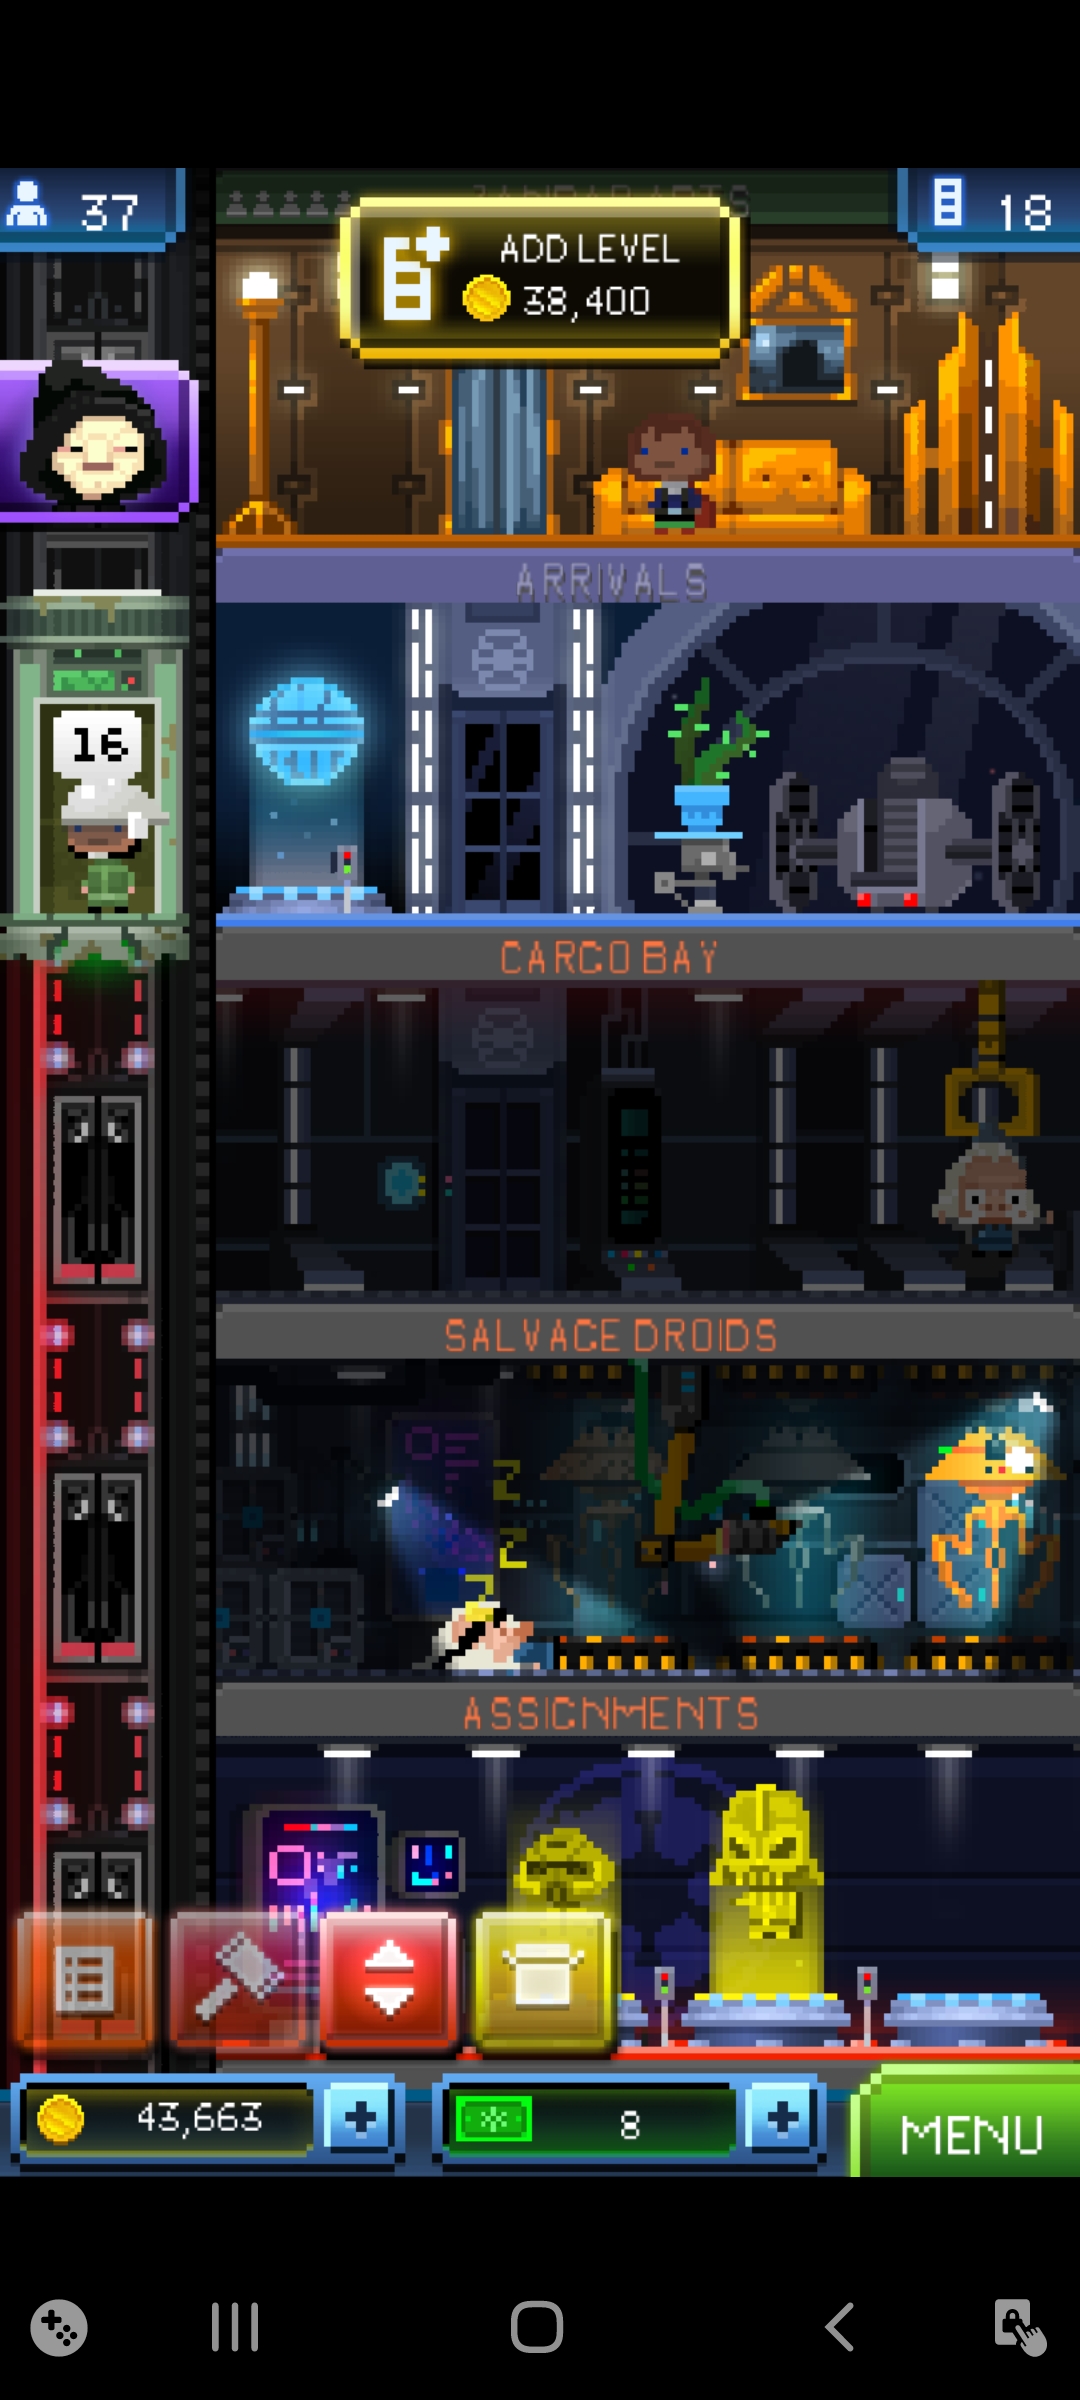 37
18
ADD LEVEL
38,400
ARRIVALS
16
CARGO BAY
SALVAGE DROIDS
Z
Z
Z
ASSIGNMENTS
43,663
8
MENU